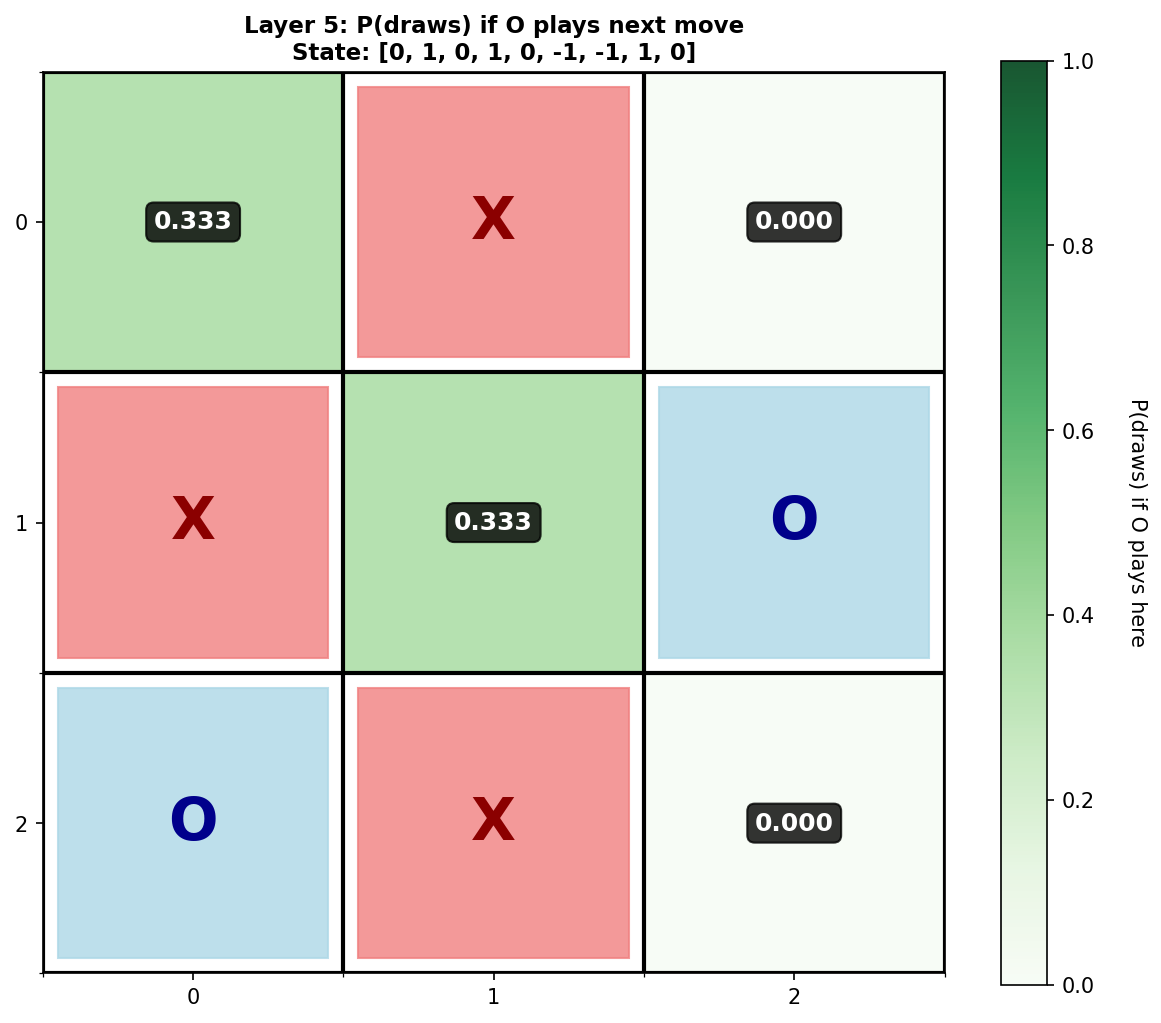 Layer 5: P(draws) if O plays next move
State: [0, 1, 0, 1, 0, -1, -1, 1, 0]
0.333 X 0.000
X 0.333 O
O X 0.000
0
1
2
0 1 2
1.0
0.8
0.6
0.4
0.2
0.0
P(draws) if O plays here